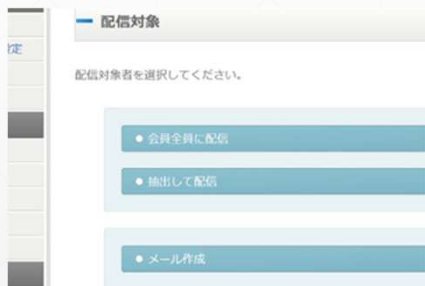 配信対象
定
配信対象者を選択してください。
会員全員に配信
抽出して配信
メール作成